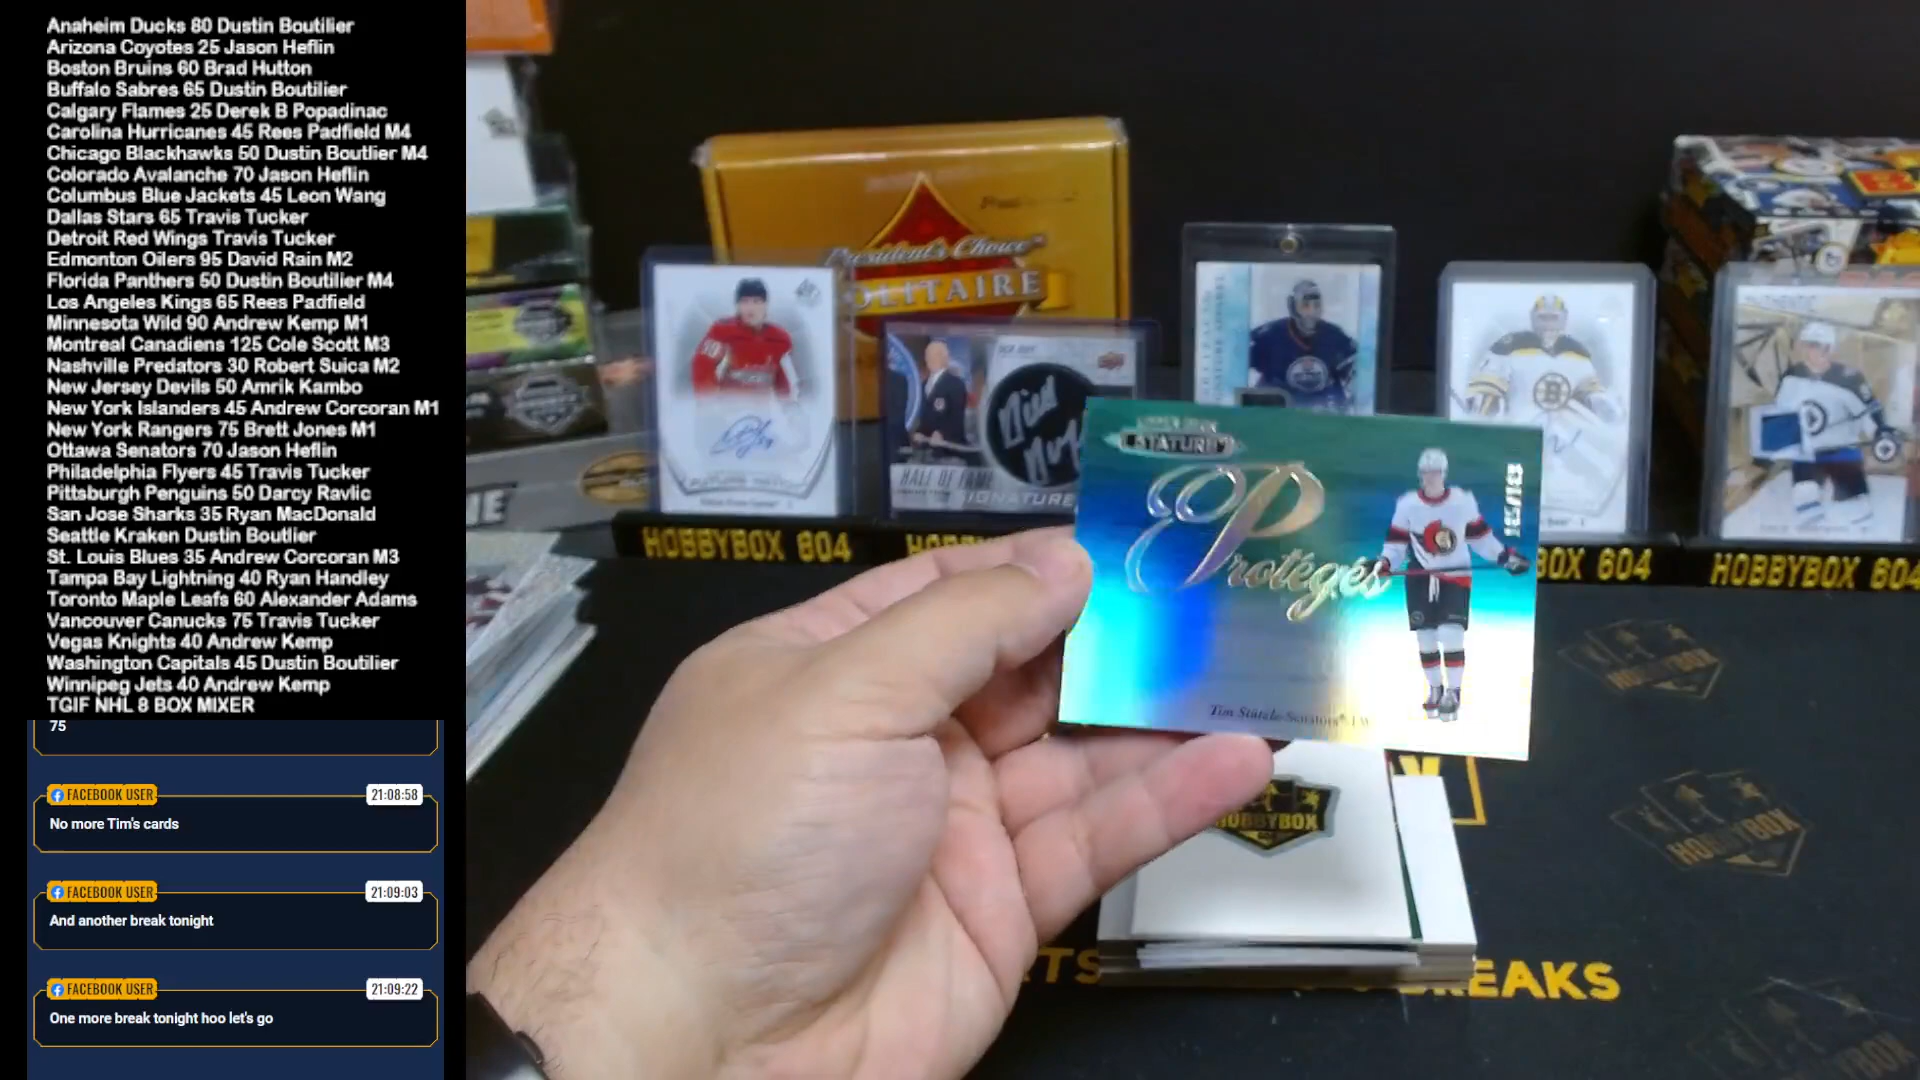 Anaheim Ducks 80 Dustin Boutilier
Arizona Coyotes 25 Jason Heflin
Boston Bruins 60 Brad Hutton
Buffalo Sabres 65 Dustin Boutilier
Calgary Flames 25 Derek B Popadinac
Carolina Hurricanes 45 Rees Padfield M4
Chicago Blackhawks 50 Dustin Boutlier M4
Colorado Avalanche 70 Jason Heflin
Columbus Blue Jackets 45 Leon Wang
Dallas Stars 65 Travis Tucker
Detroit Red Wings Travis Tucker
Edmonton Oilers 95 David Rain M2
Florida Panthers 50 Dustin Boutilier M4
Los Angeles Kings 65 Rees Padfield
Minnesota Wild 90 Andrew Kemp M1
Montreal Canadiens 125 Cole Scott M3
Nashville Predators 30 Robert Suica M2
New Jersey Devils 50 Amrik Kambo
New York Islanders 45 Andrew Corcoran M1
New York Rangers 75 Brett Jones M1
Ottawa Senators 70 Jason Heflin
Philadelphia Flyers 45 Travis Tucker
Pittsburgh Penguins 50 Darcy Ravlic
San Jose Sharks 35 Ryan MacDonald
Seattle Kraken Dustin Boutlier
St. Louis Blues 35 Andrew Corcoran M3
Tampa Bay Lightning 40 Ryan Handley
Toronto Maple Leafs 60 Alexander Adams
Vancouver Canucks 75 Travis Tucker
Vegas Knights 40 Andrew Kemp
Washington Capitals 45 Dustin Boutilier
Winnipeg Jets 40 Andrew Kemp
TGIF NHL 8 BOX MIXER
75
FACEBOOK USER 21:08:58
No more Tim's cards
FACEBOOK USER 21:09:03
And another break tonight
FACEBOOK USER 21:09:22
One more break tonight hoo let's go
President's Choice
OLITAIRE
HALL OF FAME
SIGNATURE
STATURE
Protégés
Tim Stützle-Senators
HOBBYBOX 604
BOX 604
HOBBYBOX 604
HOBBYBOX
HOBBYBOX
HOBBYBOX
TS
BREAKS